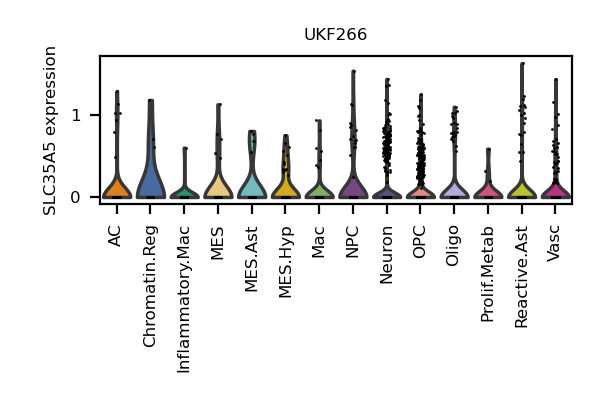 UKF266
SLC35A5 expression
1
0
AC
Chromatin.Reg
Inflammatory.Mac
MES
MES.Ast
MES.Hyp
Mac
NPC
Neuron
OPC
Oligo
Prolif.Metab
Reactive.Ast
Vasc